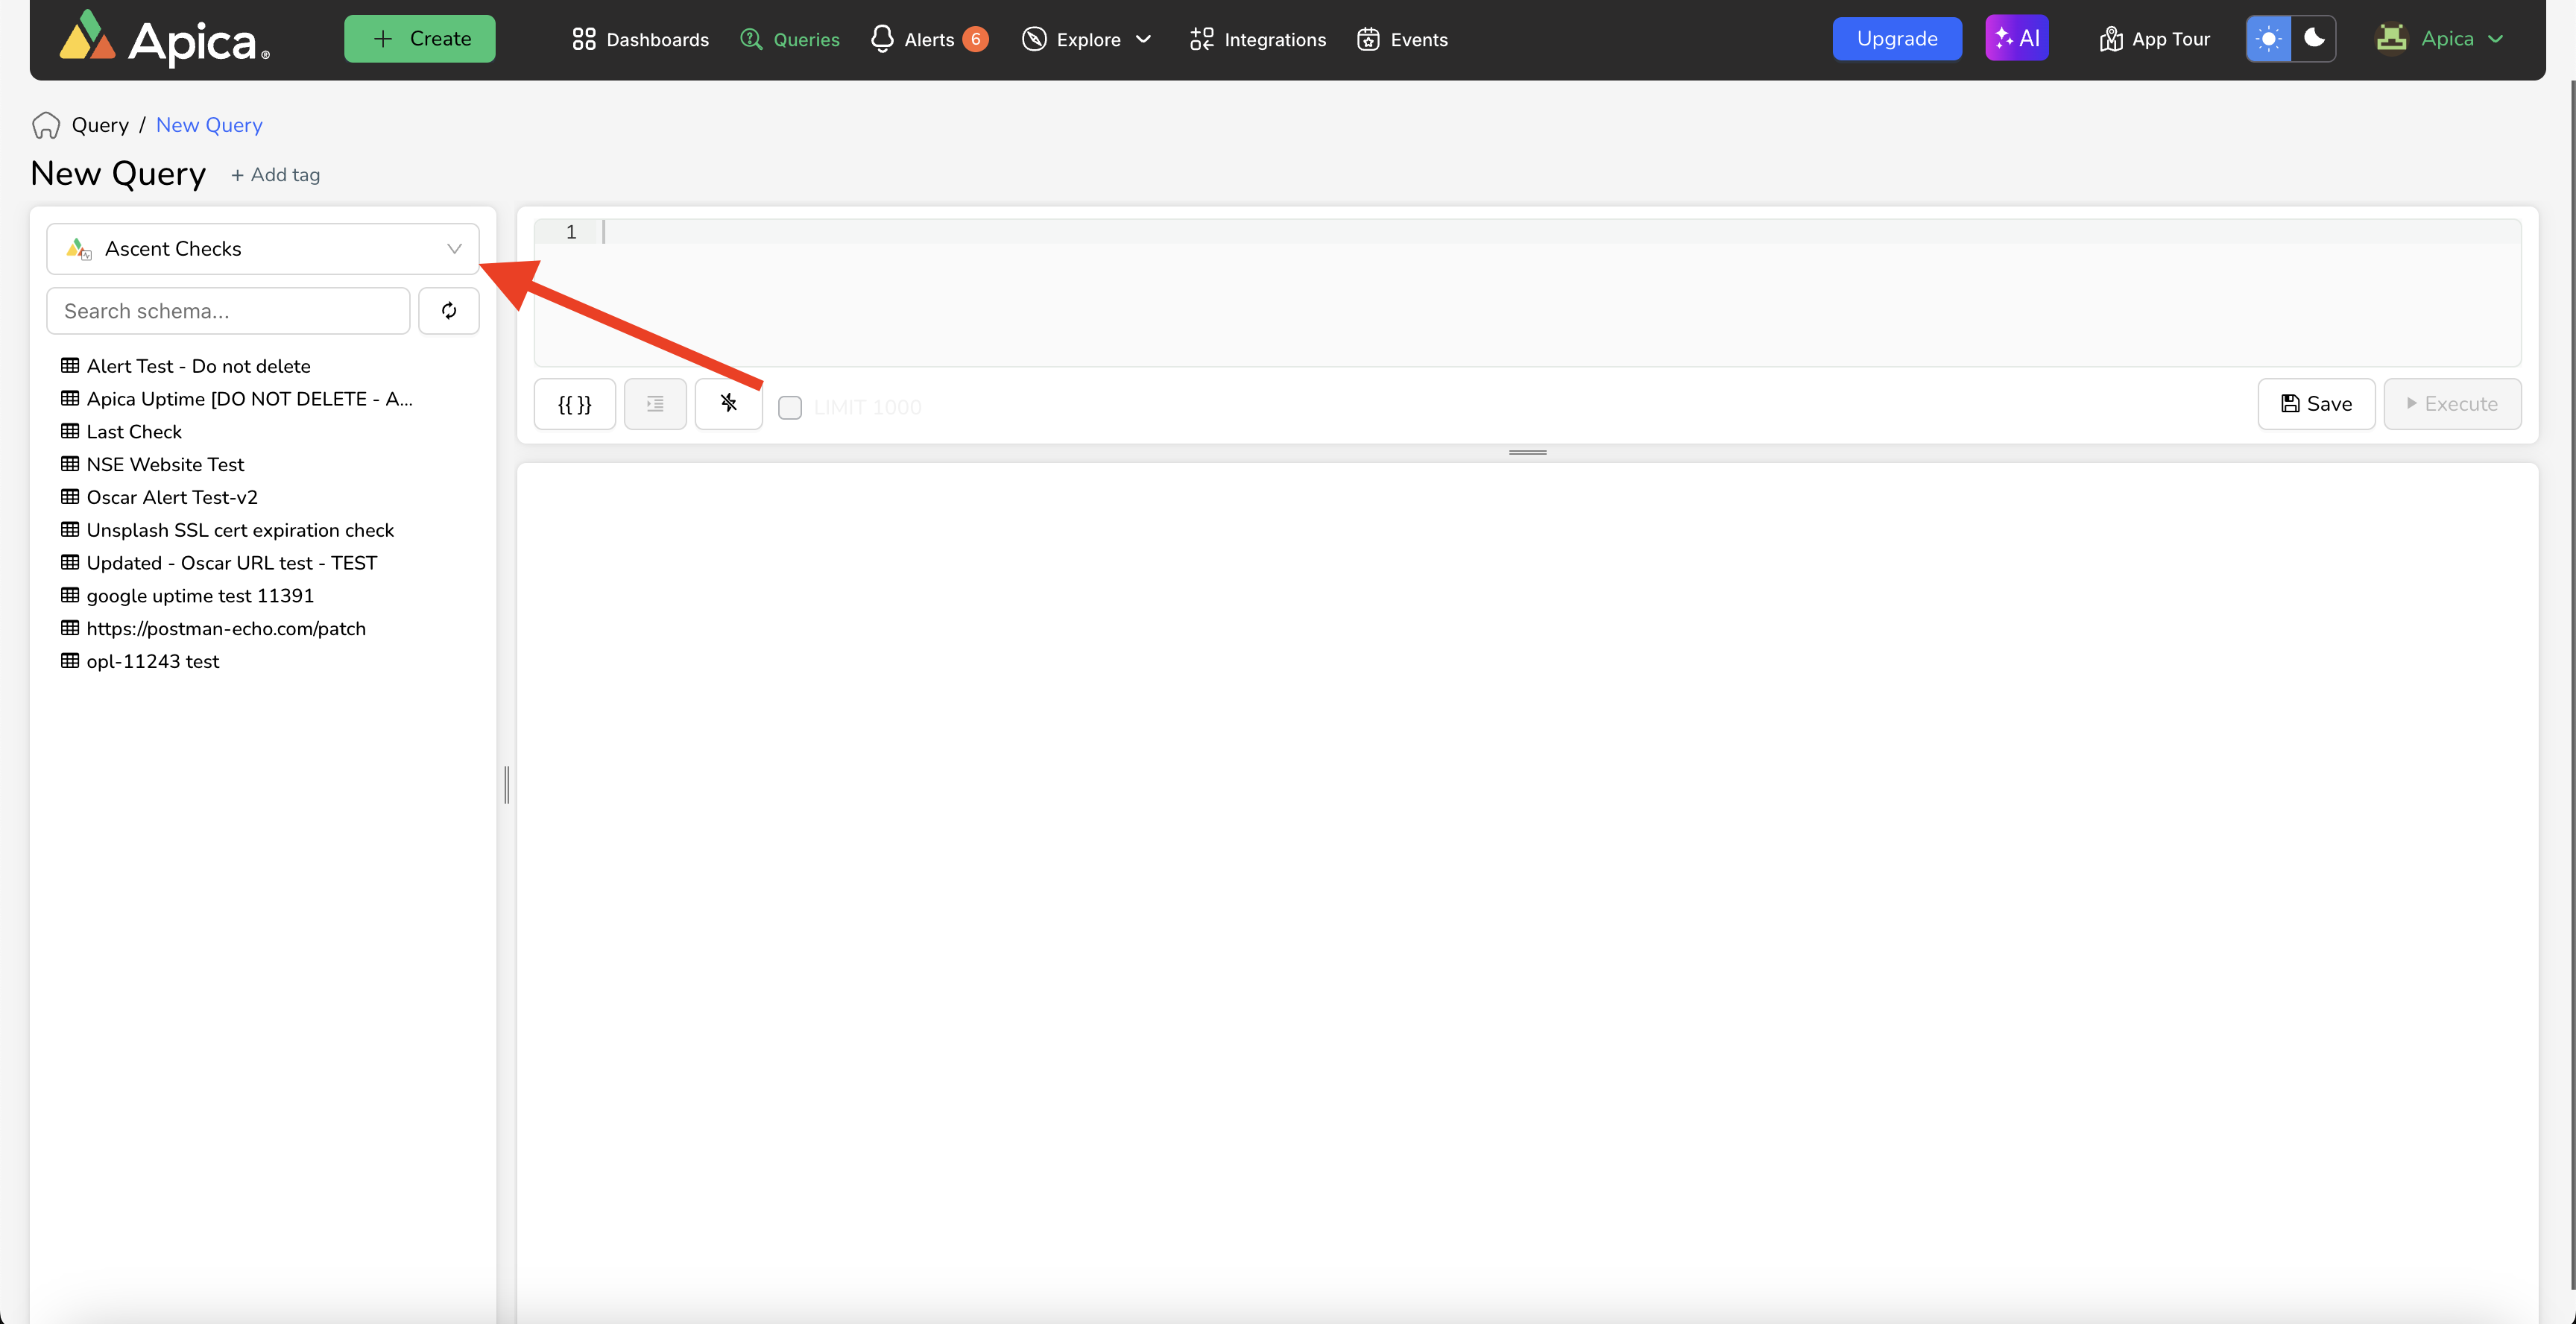 Apica®
+ Create
Dashboards
Queries
Alerts 6
Explore
Integrations
Events
Upgrade
AI
App Tour
Apica
Query / New Query
New Query + Add tag
Ascent Checks
Search schema...
Alert Test - Do not delete
Apica Uptime [DO NOT DELETE - A...
Last Check
NSE Website Test
Oscar Alert Test-v2
Unsplash SSL cert expiration check
Updated - Oscar URL test - TEST
google uptime test 11391
https://postman-echo.com/patch
opl-11243 test
1
{{ }}
LIMIT 1000
Save
Execute